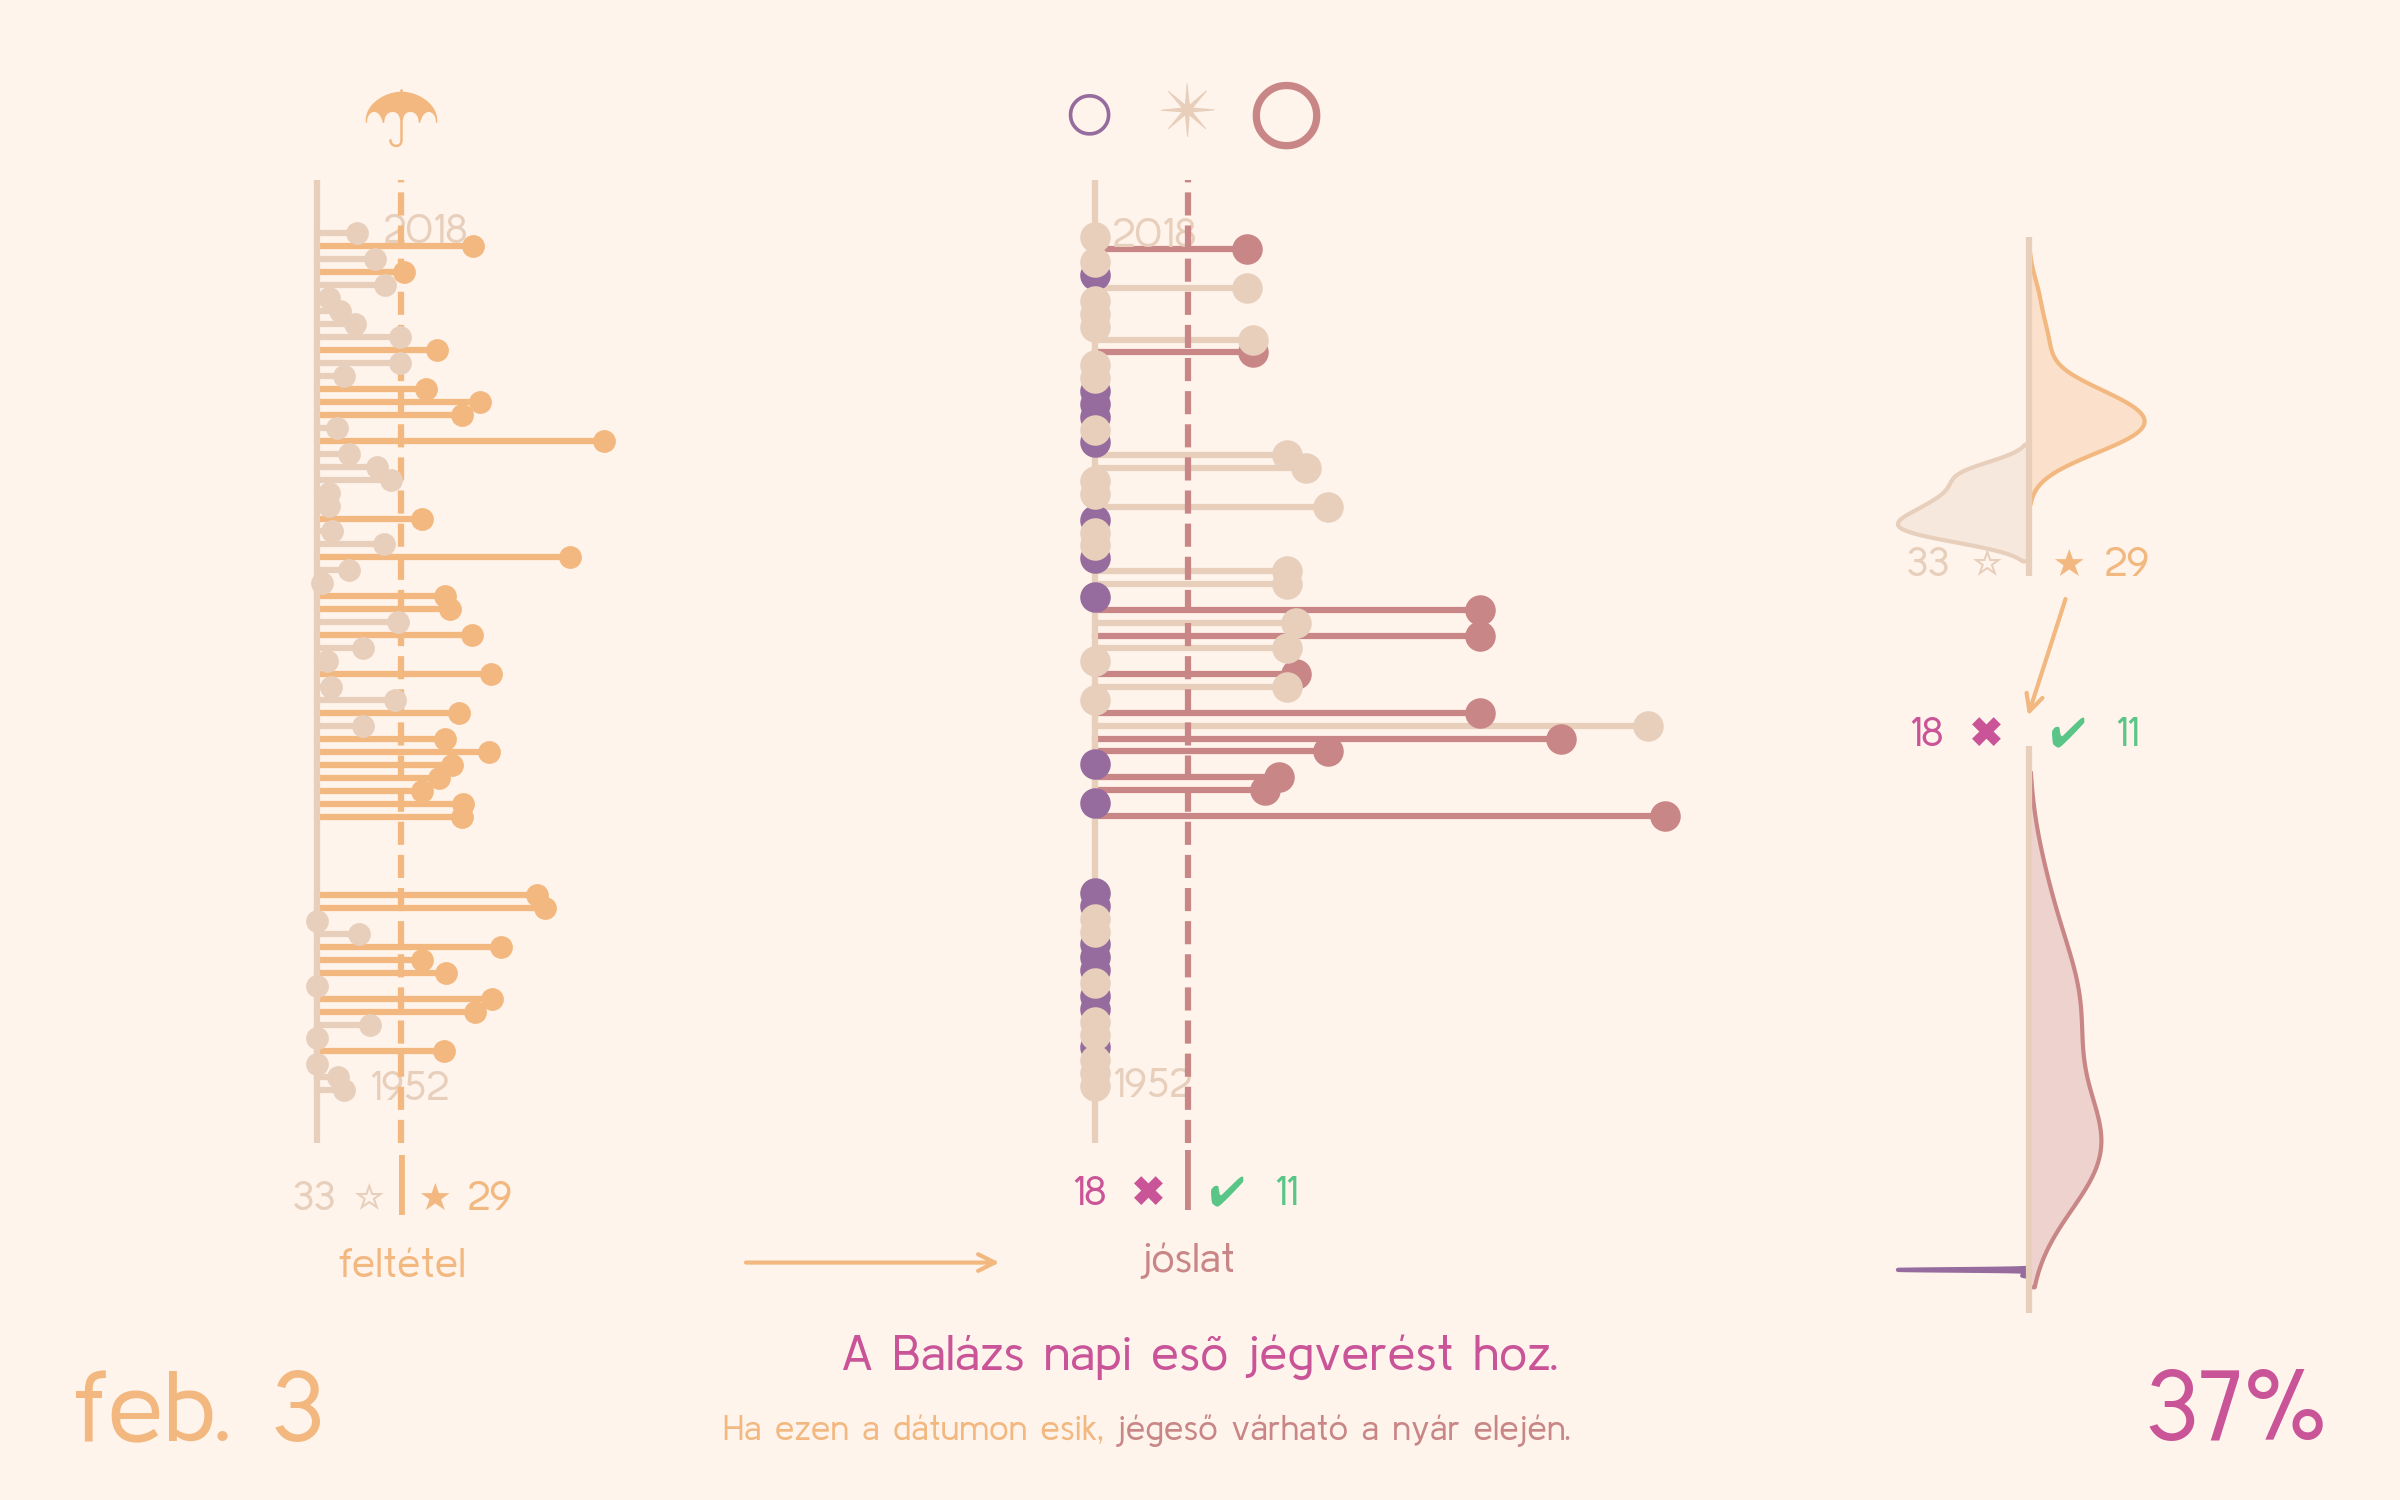 2018
2018
33 29
18 11
1952
1952
33 29
18 11
feltétel
jóslat
A Balázs napi esõ jégverést hoz.
feb. 3
37%
Ha ezen a dátumon esik, jégeső várható a nyár elején.